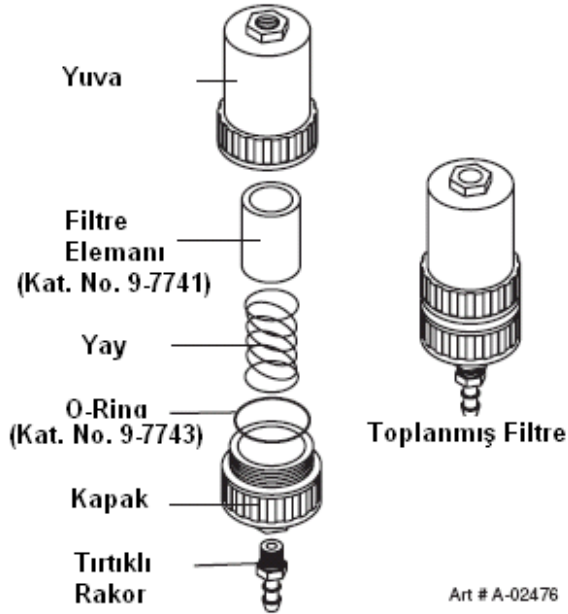 Yuva
Filtre
Elemanı
(Kat. No. 9-7741)
Yay
O-Ring
(Kat. No. 9-7743)
Toplanmış Filtre
Kapak
Tırtıklı
Rakor
Art # A-02476